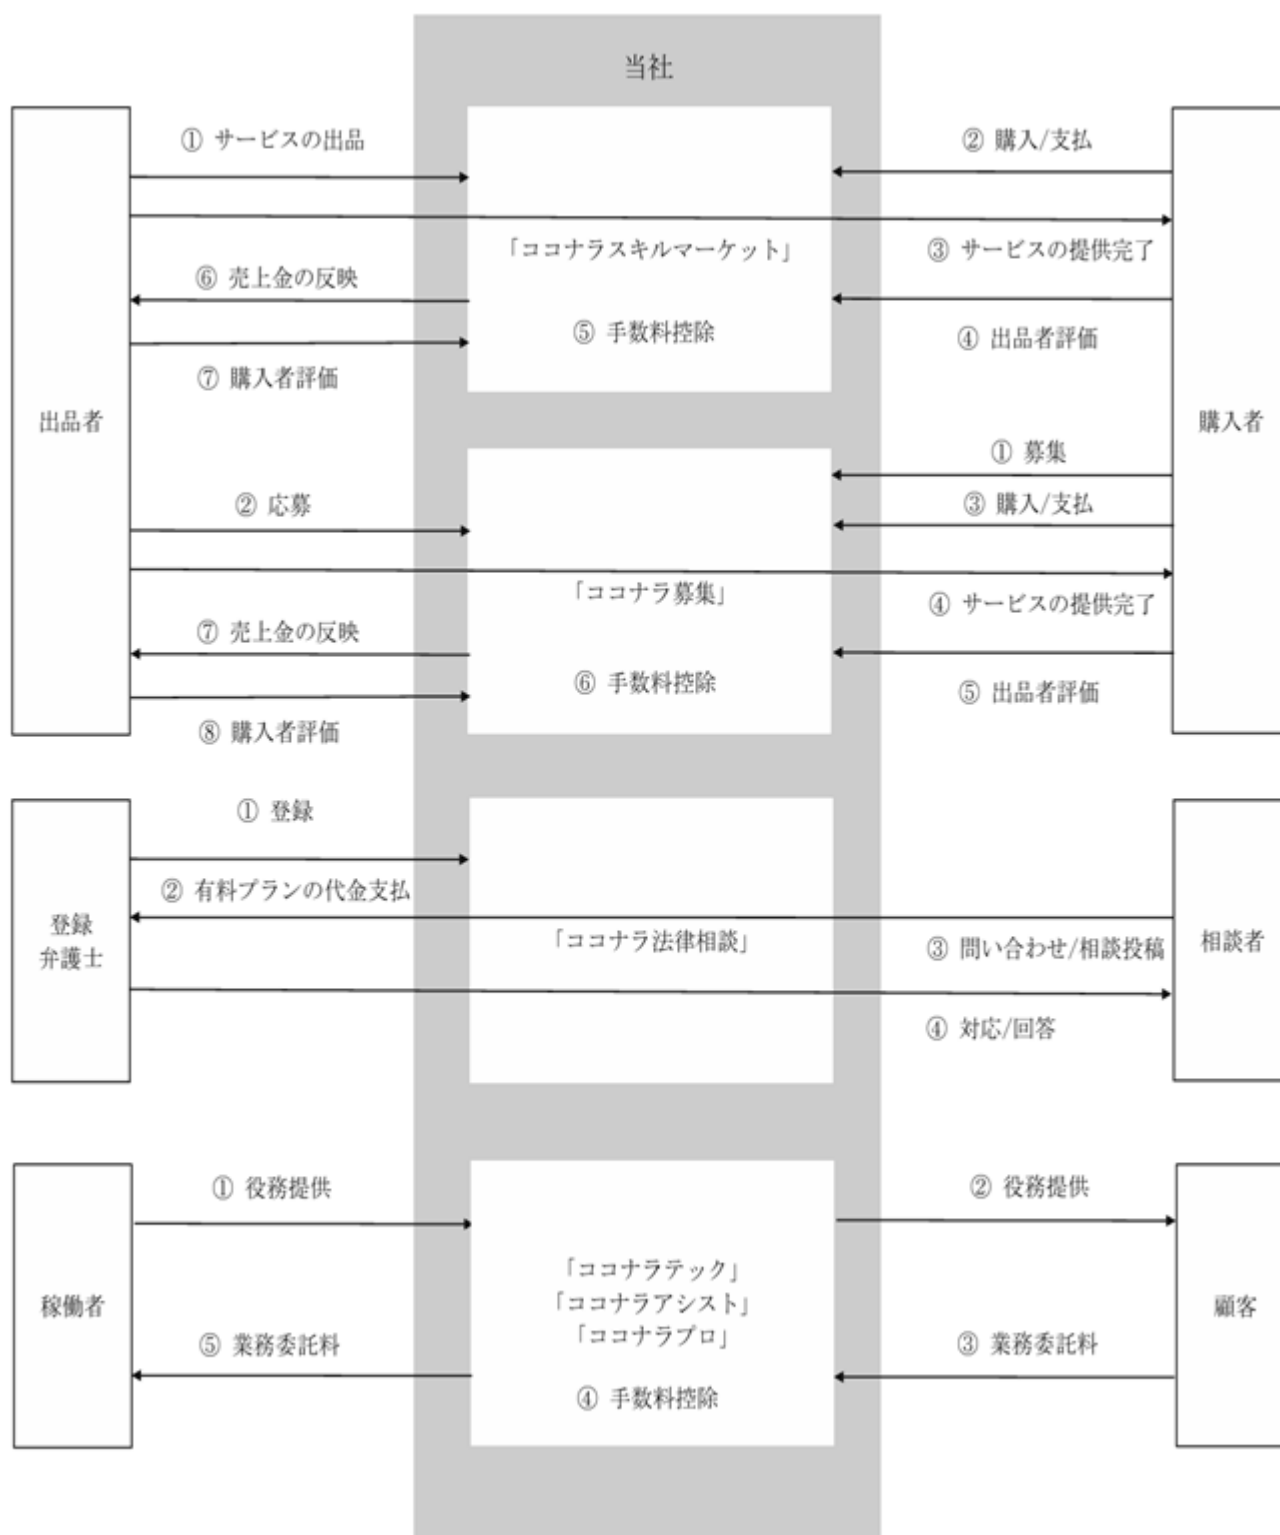 当社
① サービスの出品
② 購入/支払
「ココナラスキルマーケット」
③ サービスの提供完了
⑥ 売上金の反映
⑤ 手数料控除
④ 出品者評価
⑦ 購入者評価
出品者
購入者
① 募集
② 応募
③ 購入/支払
「ココナラ募集」
④ サービスの提供完了
⑦ 売上金の反映
⑥ 手数料控除
⑤ 出品者評価
⑧ 購入者評価
① 登録
② 有料プランの代金支払
登録
弁護士
「ココナラ法律相談」
③ 問い合わせ/相談投稿
相談者
④ 対応/回答
① 役務提供
② 役務提供
「ココナラテック」
「ココナラアシスト」
「ココナラプロ」
稼働者
顧客
⑤ 業務委託料
③ 業務委託料
④ 手数料控除